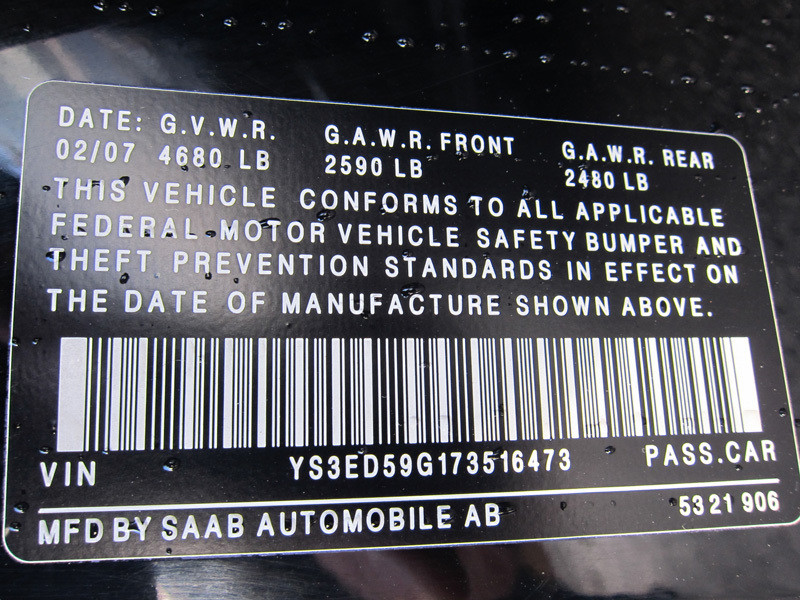 DATE: G.V.W.R. G.A.W.R. FRONT G.A.W.R. REAR
02/07 4680 LB 2590 LB 2480 LB
THIS VEHICLE CONFORMS TO ALL APPLICABLE
FEDERAL MOTOR VEHICLE SAFETY BUMPER AND
THEFT PREVENTION STANDARDS IN EFFECT ON
THE DATE OF MANUFACTURE SHOWN ABOVE.
VIN YS3ED59G173516473 PASS.CAR
MFD BY SAAB AUTOMOBILE AB 5321 906